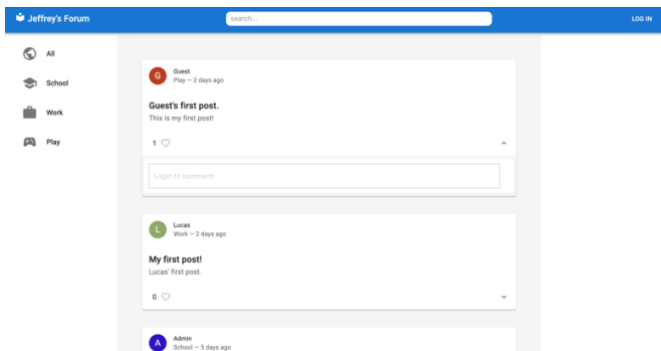 Jeffrey's Forum
search...
LOG IN
All
School
Work
Play
G
Guest
Play — 2 days ago
Guest's first post.
This is my first post!
1
Login to comment!
L
Lucas
Work — 2 days ago
My first post!
Lucas' first post.
0
A
Admin
School — 5 days ago